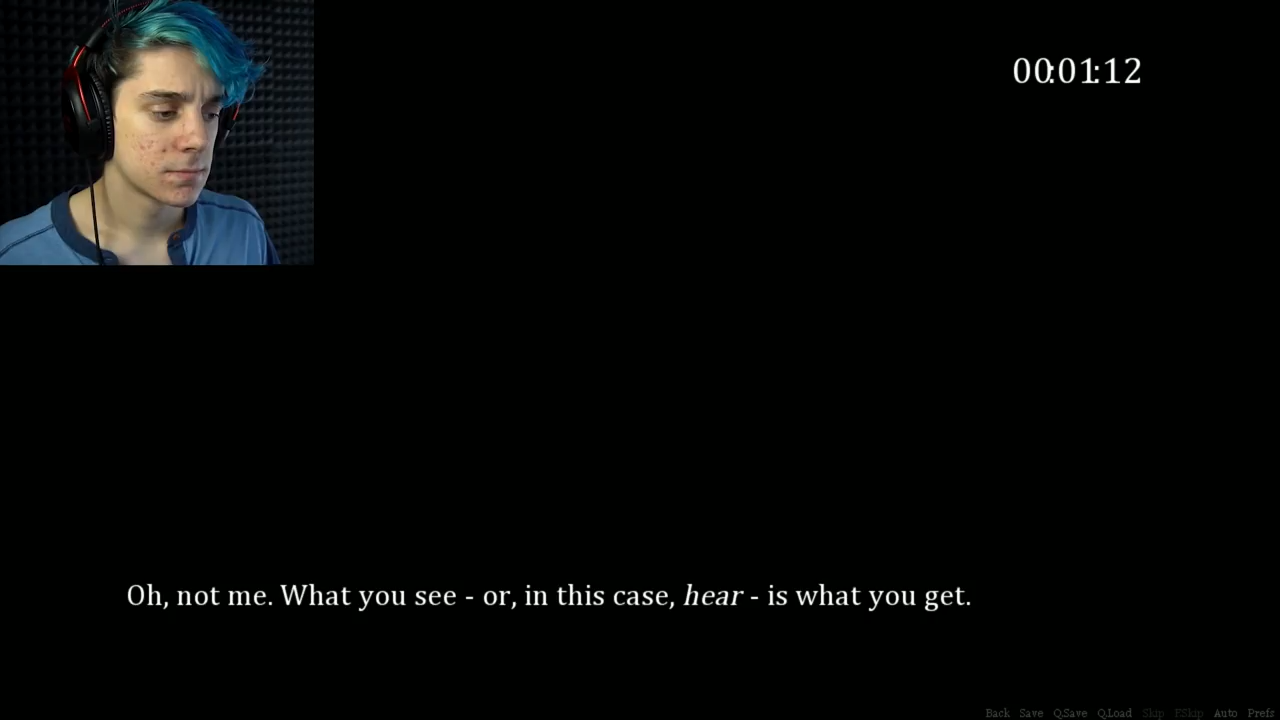 00:01:12
Oh, not me. What you see - or, in this case, hear - is what you get.
Back Save Q.Save Q.Load Skip F.Skip Auto Prefs